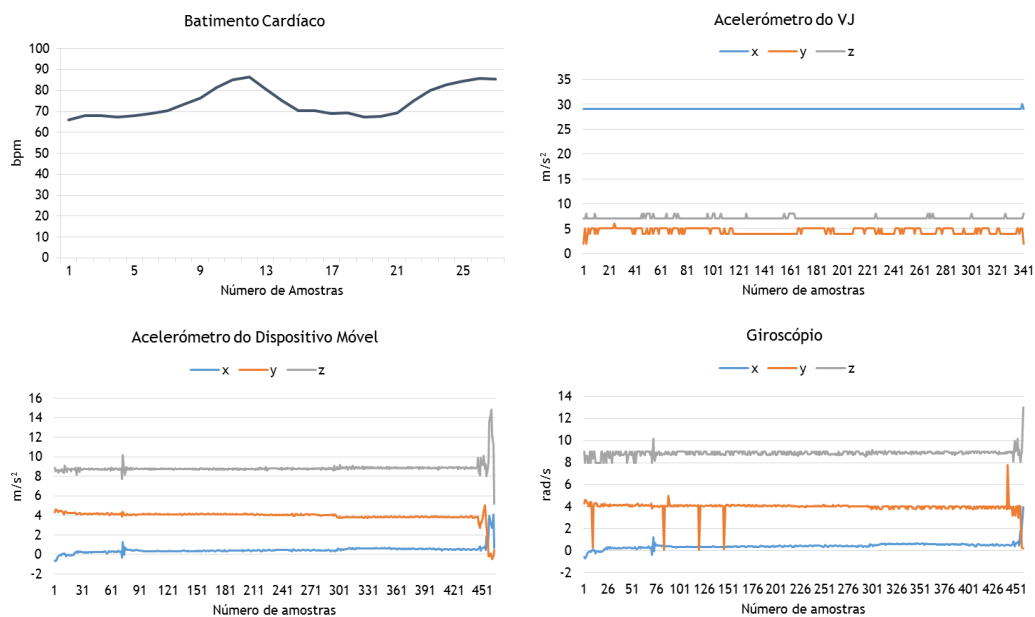 Batimento Cardíaco
100
90
80
70
60
50
40
30
20
10
0
bpm
1 5 9 13 17 21 25
Número de Amostras
Acelerómetro do VJ
x y z
35
30
25
20
15
10
5
0
m/s²
1 21 41 61 81 101 121 141 161 181 201 221 241 261 281 301 321 341
Número de amostras
Acelerómetro do Dispositivo Móvel
x y z
16
14
12
10
8
6
4
2
0
-2
m/s²
1 31 61 91 121 151 181 211 241 271 301 331 361 391 421 451
Número de amostras
Giroscópio
x y z
14
12
10
8
6
4
2
0
-2
rad/s
1 26 51 76 101 126 151 176 201 226 251 276 301 326 351 376 401 426 451
Número de amostras